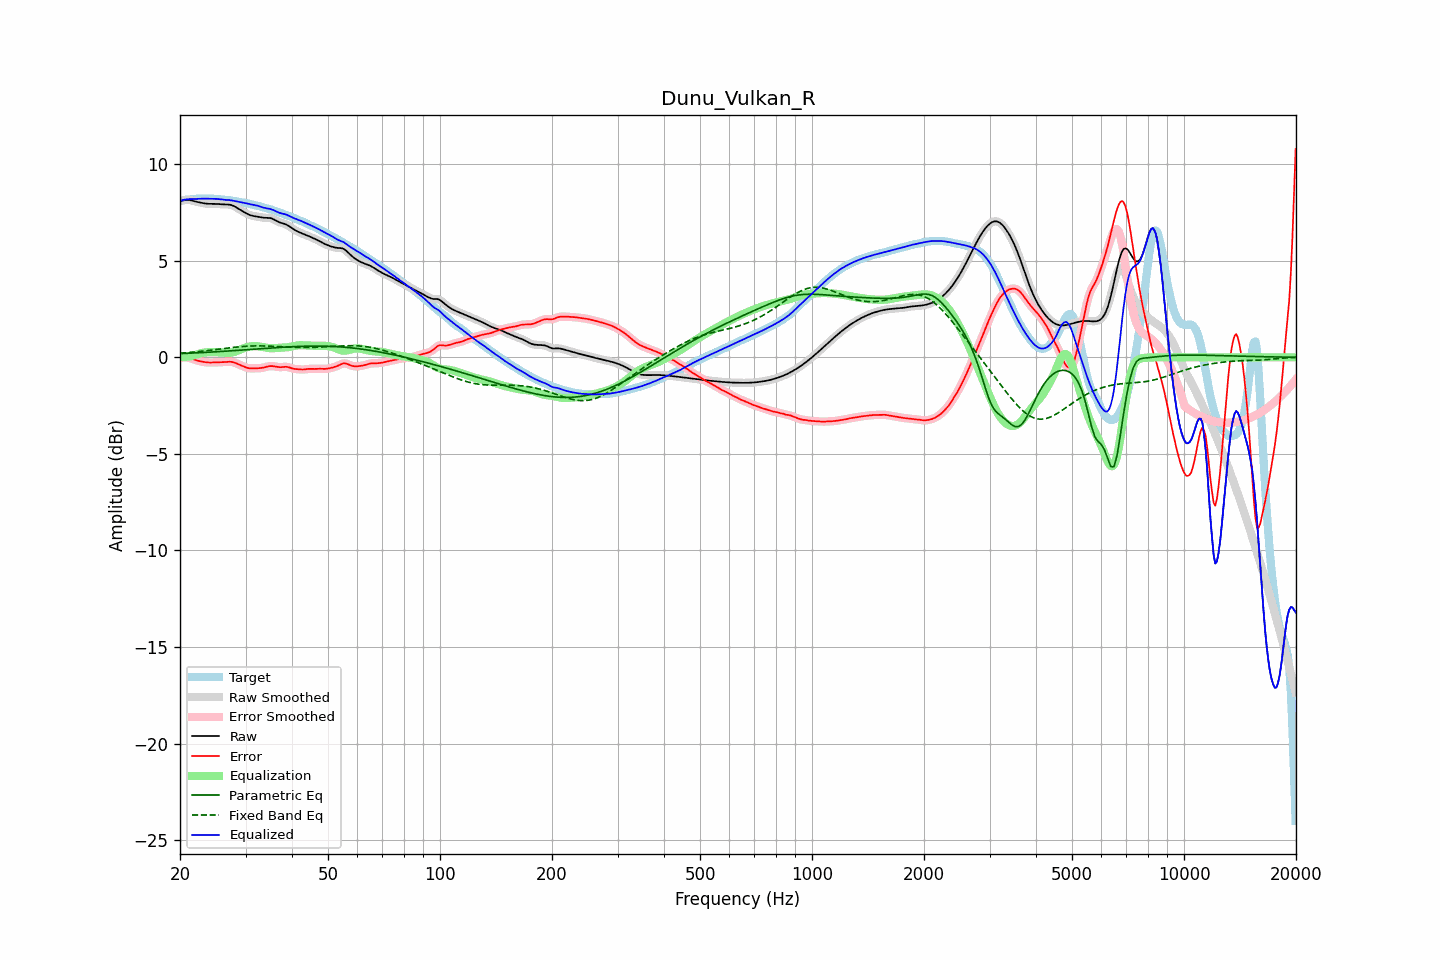 Dunu_Vulkan_R
10
5
0
−5
−10
−15
−20
−25
Amplitude (dBr)
Target
Raw Smoothed
Error Smoothed
Raw
Error
Equalization
Parametric Eq
Fixed Band Eq
Equalized
20 50 100 200 500 1000 2000 5000 10000 20000
Frequency (Hz)